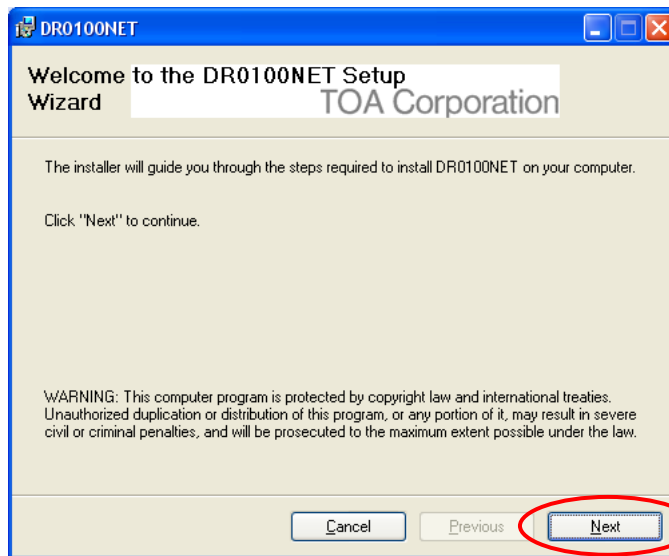 DR0100NET
Welcome to the DR0100NET Setup
Wizard
TOA Corporation
The installer will guide you through the steps required to install DR0100NET on your computer.
Click "Next" to continue.
WARNING: This computer program is protected by copyright law and international treaties.
Unauthorized duplication or distribution of this program, or any portion of it, may result in severe
civil or criminal penalties, and will be prosecuted to the maximum extent possible under the law.
Cancel
Previous
Next